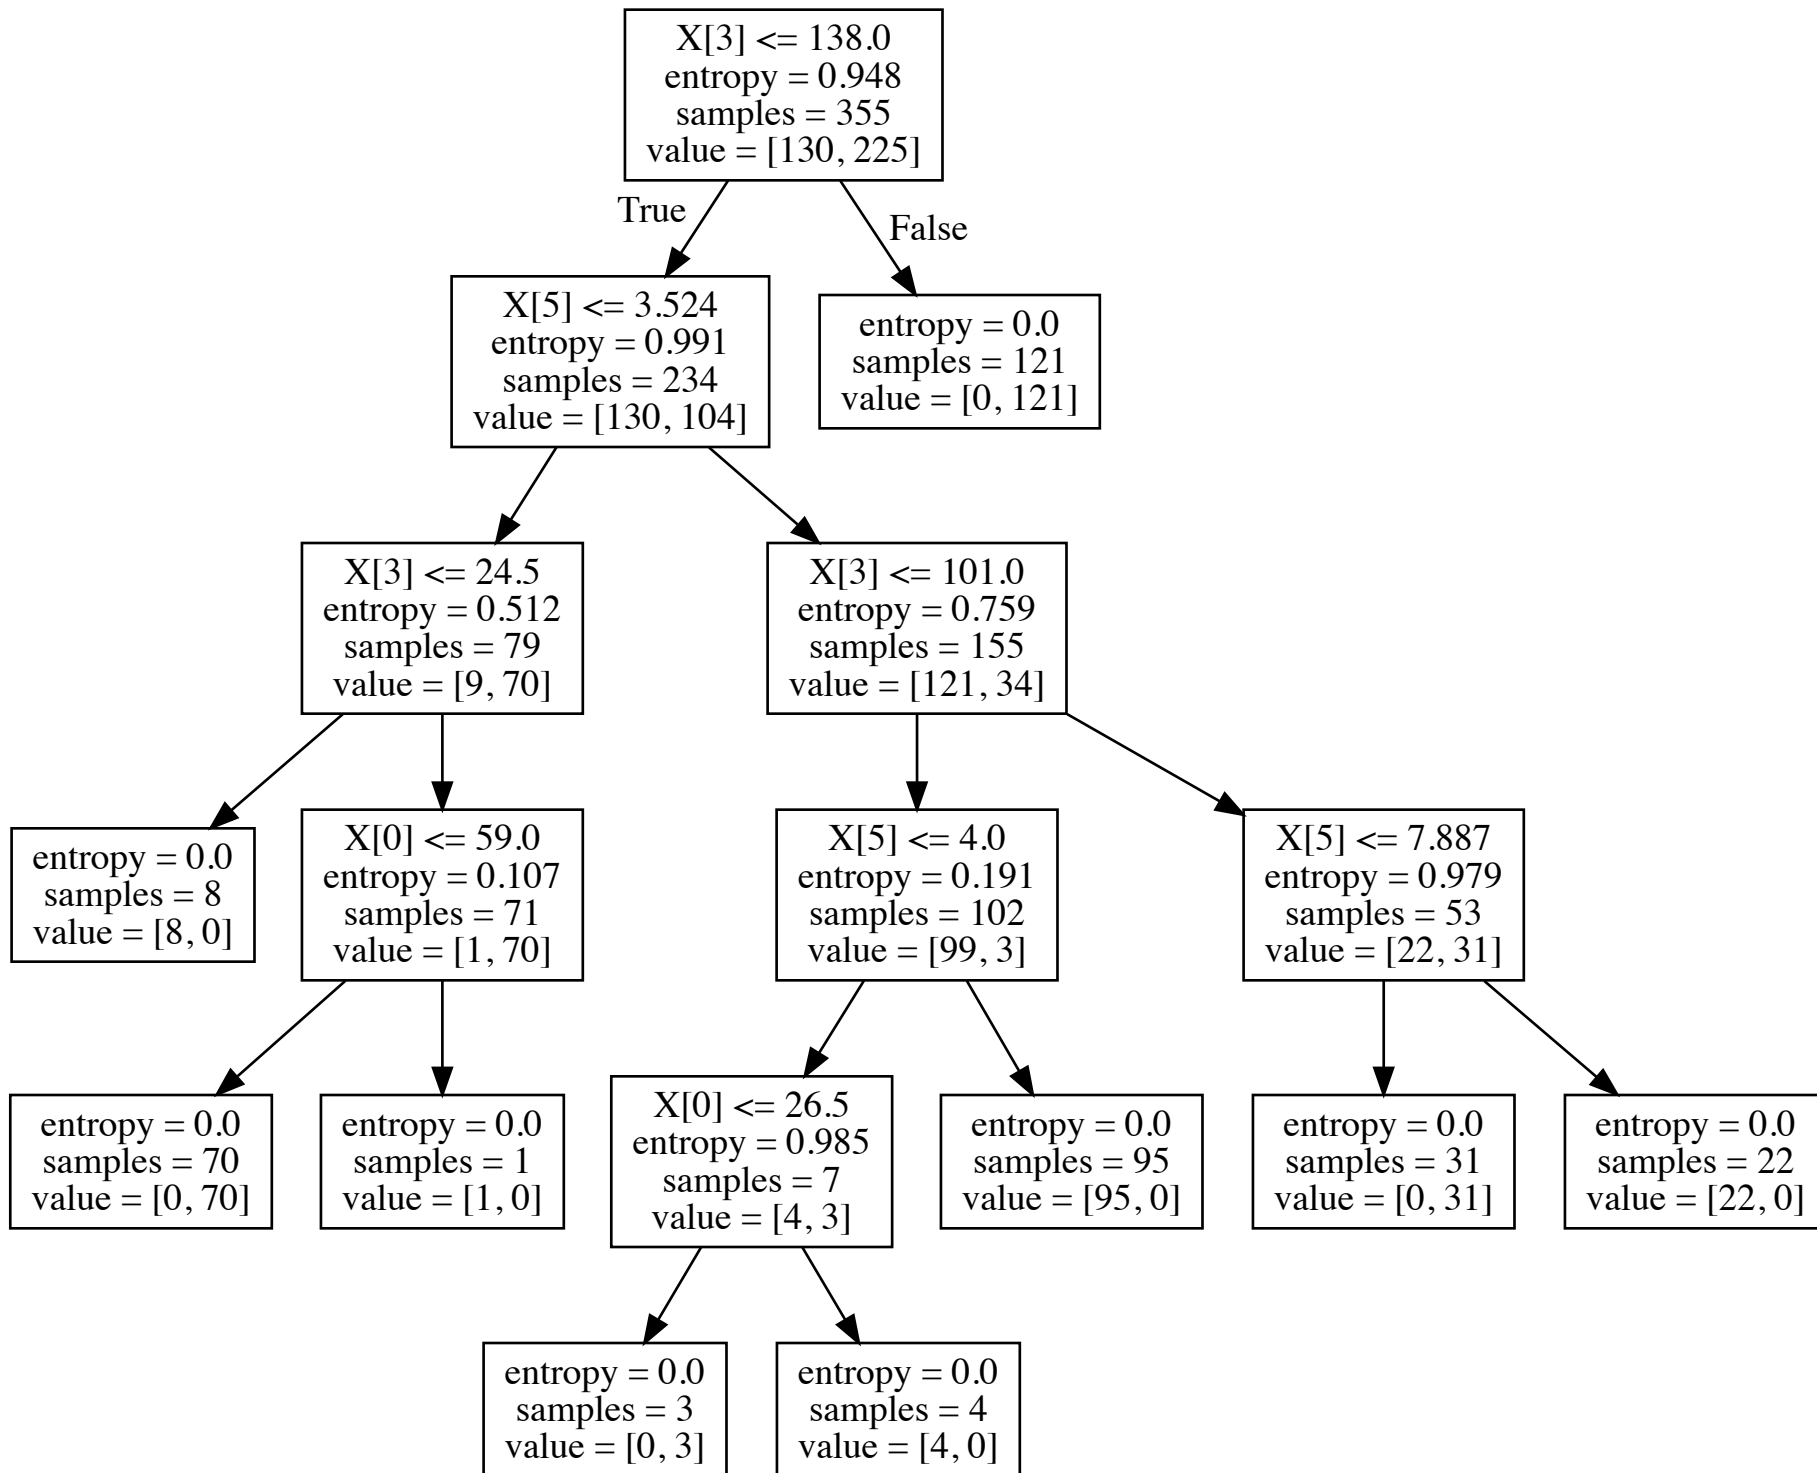 X[3] <= 138.0
entropy = 0.948
samples = 355
value = [130, 225]
True
False
X[5] <= 3.524
entropy = 0.991
samples = 234
value = [130, 104]
entropy = 0.0
samples = 121
value = [0, 121]
X[3] <= 24.5
entropy = 0.512
samples = 79
value = [9, 70]
X[3] <= 101.0
entropy = 0.759
samples = 155
value = [121, 34]
entropy = 0.0
samples = 8
value = [8, 0]
X[0] <= 59.0
entropy = 0.107
samples = 71
value = [1, 70]
X[5] <= 4.0
entropy = 0.191
samples = 102
value = [99, 3]
X[5] <= 7.887
entropy = 0.979
samples = 53
value = [22, 31]
entropy = 0.0
samples = 70
value = [0, 70]
entropy = 0.0
samples = 1
value = [1, 0]
X[0] <= 26.5
entropy = 0.985
samples = 7
value = [4, 3]
entropy = 0.0
samples = 95
value = [95, 0]
entropy = 0.0
samples = 31
value = [0, 31]
entropy = 0.0
samples = 22
value = [22, 0]
entropy = 0.0
samples = 3
value = [0, 3]
entropy = 0.0
samples = 4
value = [4, 0]